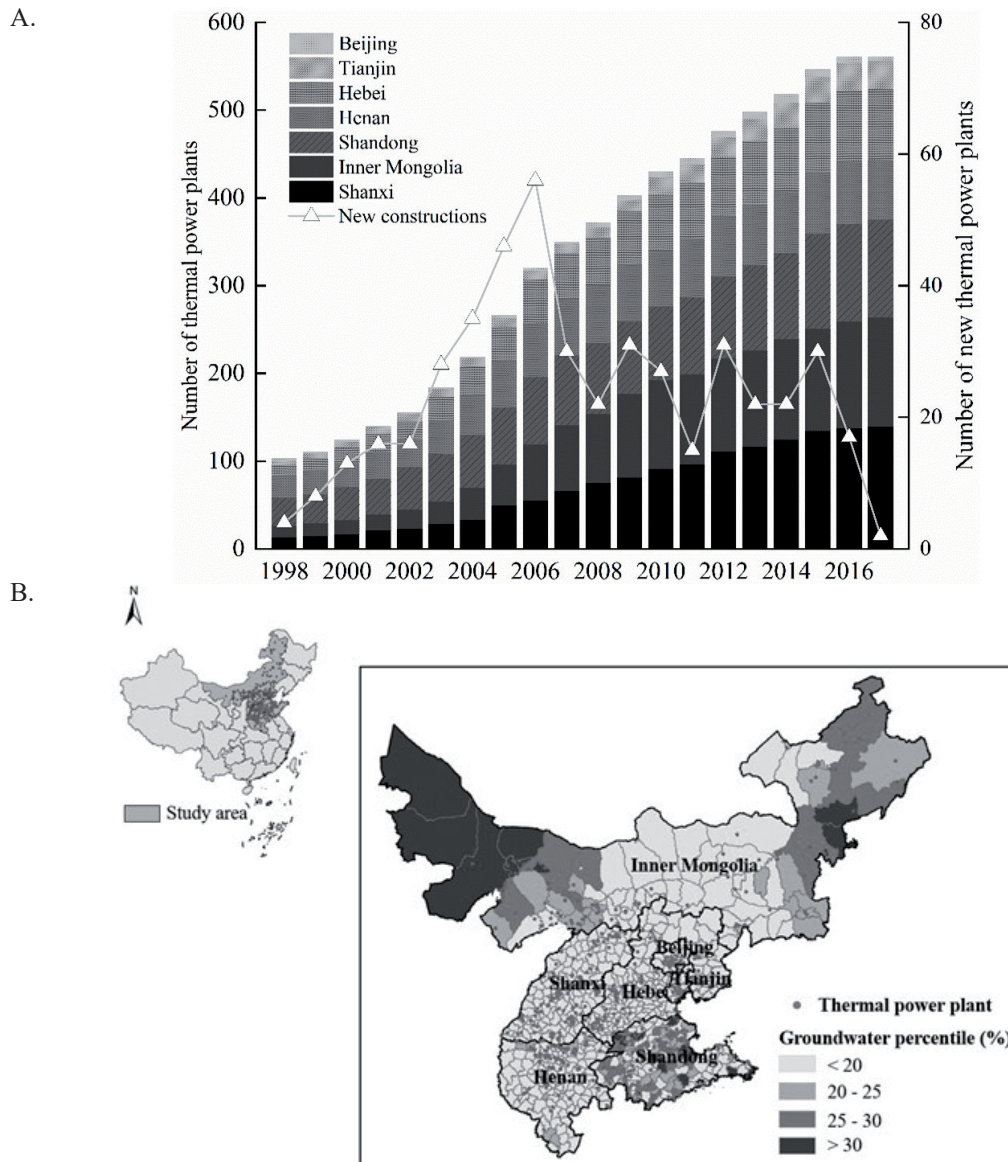 A.
600
500
400
300
200
100
0
Number of thermal power plants
Beijing
Tianjin
Hebei
Henan
Shandong
Inner Mongolia
Shanxi
New constructions
80
60
40
20
0
Number of new thermal power plants
1998 2000 2002 2004 2006 2008 2010 2012 2014 2016
B.
N
Study area
Inner Mongolia
Beijing
Tianjin
Shanxi
Hebei
Shandong
Henan
Thermal power plant
Groundwater percentile (%)
< 20
20 - 25
25 - 30
> 30